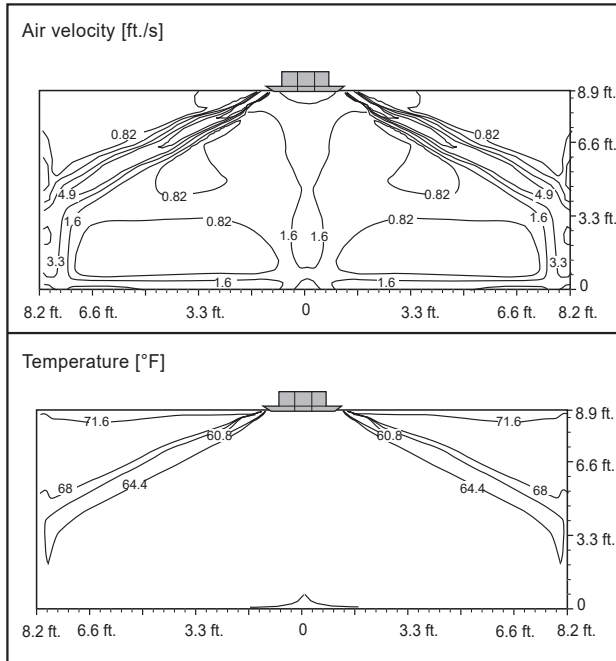 Air velocity [ft./s]
8.9 ft.
0.82 0.82
6.6 ft.
4.9 0.82 0.82 4.9
1.6 0.82 0.82 1.6
3.3 ft.
3.3 1.6 1.6 3.3
1.6 1.6
0
8.2 ft. 6.6 ft. 3.3 ft. 0 3.3 ft. 6.6 ft. 8.2 ft.
Temperature [°F]
8.9 ft.
71.6 71.6
60.8 60.8
6.6 ft.
68 64.4 64.4 68
3.3 ft.
0
8.2 ft. 6.6 ft. 3.3 ft. 0 3.3 ft. 6.6 ft. 8.2 ft.